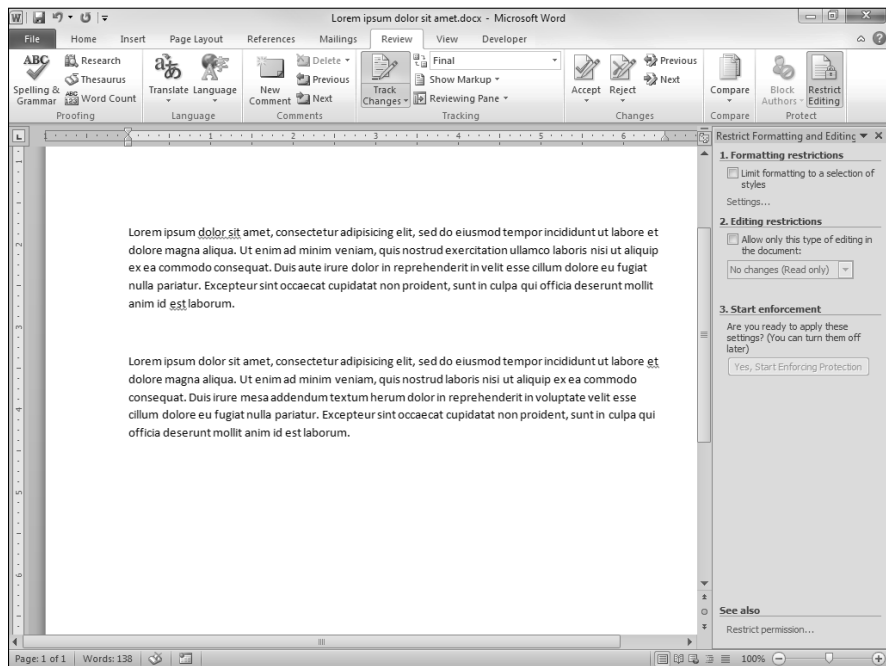 Lorem ipsum dolor sit amet.docx - Microsoft Word
File Home Insert Page Layout References Mailings Review View Developer
ABC Research Delete Final Previous
Thesaurus Previous Show Markup Next
Spelling & Grammar Word Count Translate Language New Comment Next Track Changes Reviewing Pane Accept Reject Compare Block Authors Restrict Editing
Proofing Language Comments Tracking Changes Compare Protect
1 1 2 3 4 5 6
Restrict Formatting and Editing
1. Formatting restrictions
Limit formatting to a selection of
styles
Settings...
2. Editing restrictions
Allow only this type of editing in
the document:
No changes (Read only)
3. Start enforcement
Are you ready to apply these
settings? (You can turn them off
later)
Yes, Start Enforcing Protection
See also
Restrict permission...
Lorem ipsum dolor sit amet, consectetur adipisicing elit, sed do eiusmod tempor incididunt ut labore et
dolore magna aliqua. Ut enim ad minim veniam, quis nostrud exercitation ullamco laboris nisi ut aliquip
ex ea commodo consequat. Duis aute irure dolor in reprehenderit in velit esse cillum dolore eu fugiat
nulla pariatur. Excepteur sint occaecat cupidatat non proident, sunt in culpa qui officia deserunt mollit
anim id est laborum.
Lorem ipsum dolor sit amet, consectetur adipisicing elit, sed do eiusmod tempor incididunt ut labore et
dolore magna aliqua. Ut enim ad minim veniam, quis nostrud laboris nisi ut aliquip ex ea commodo
consequat. Duis irure mesa addendum textum herum dolor in reprehenderit in voluptate velit esse
cillum dolore eu fugiat nulla pariatur. Excepteur sint occaecat cupidatat non proident, sunt in culpa qui
officia deserunt mollit anim id est laborum.
Page: 1 of 1 Words: 138 100%